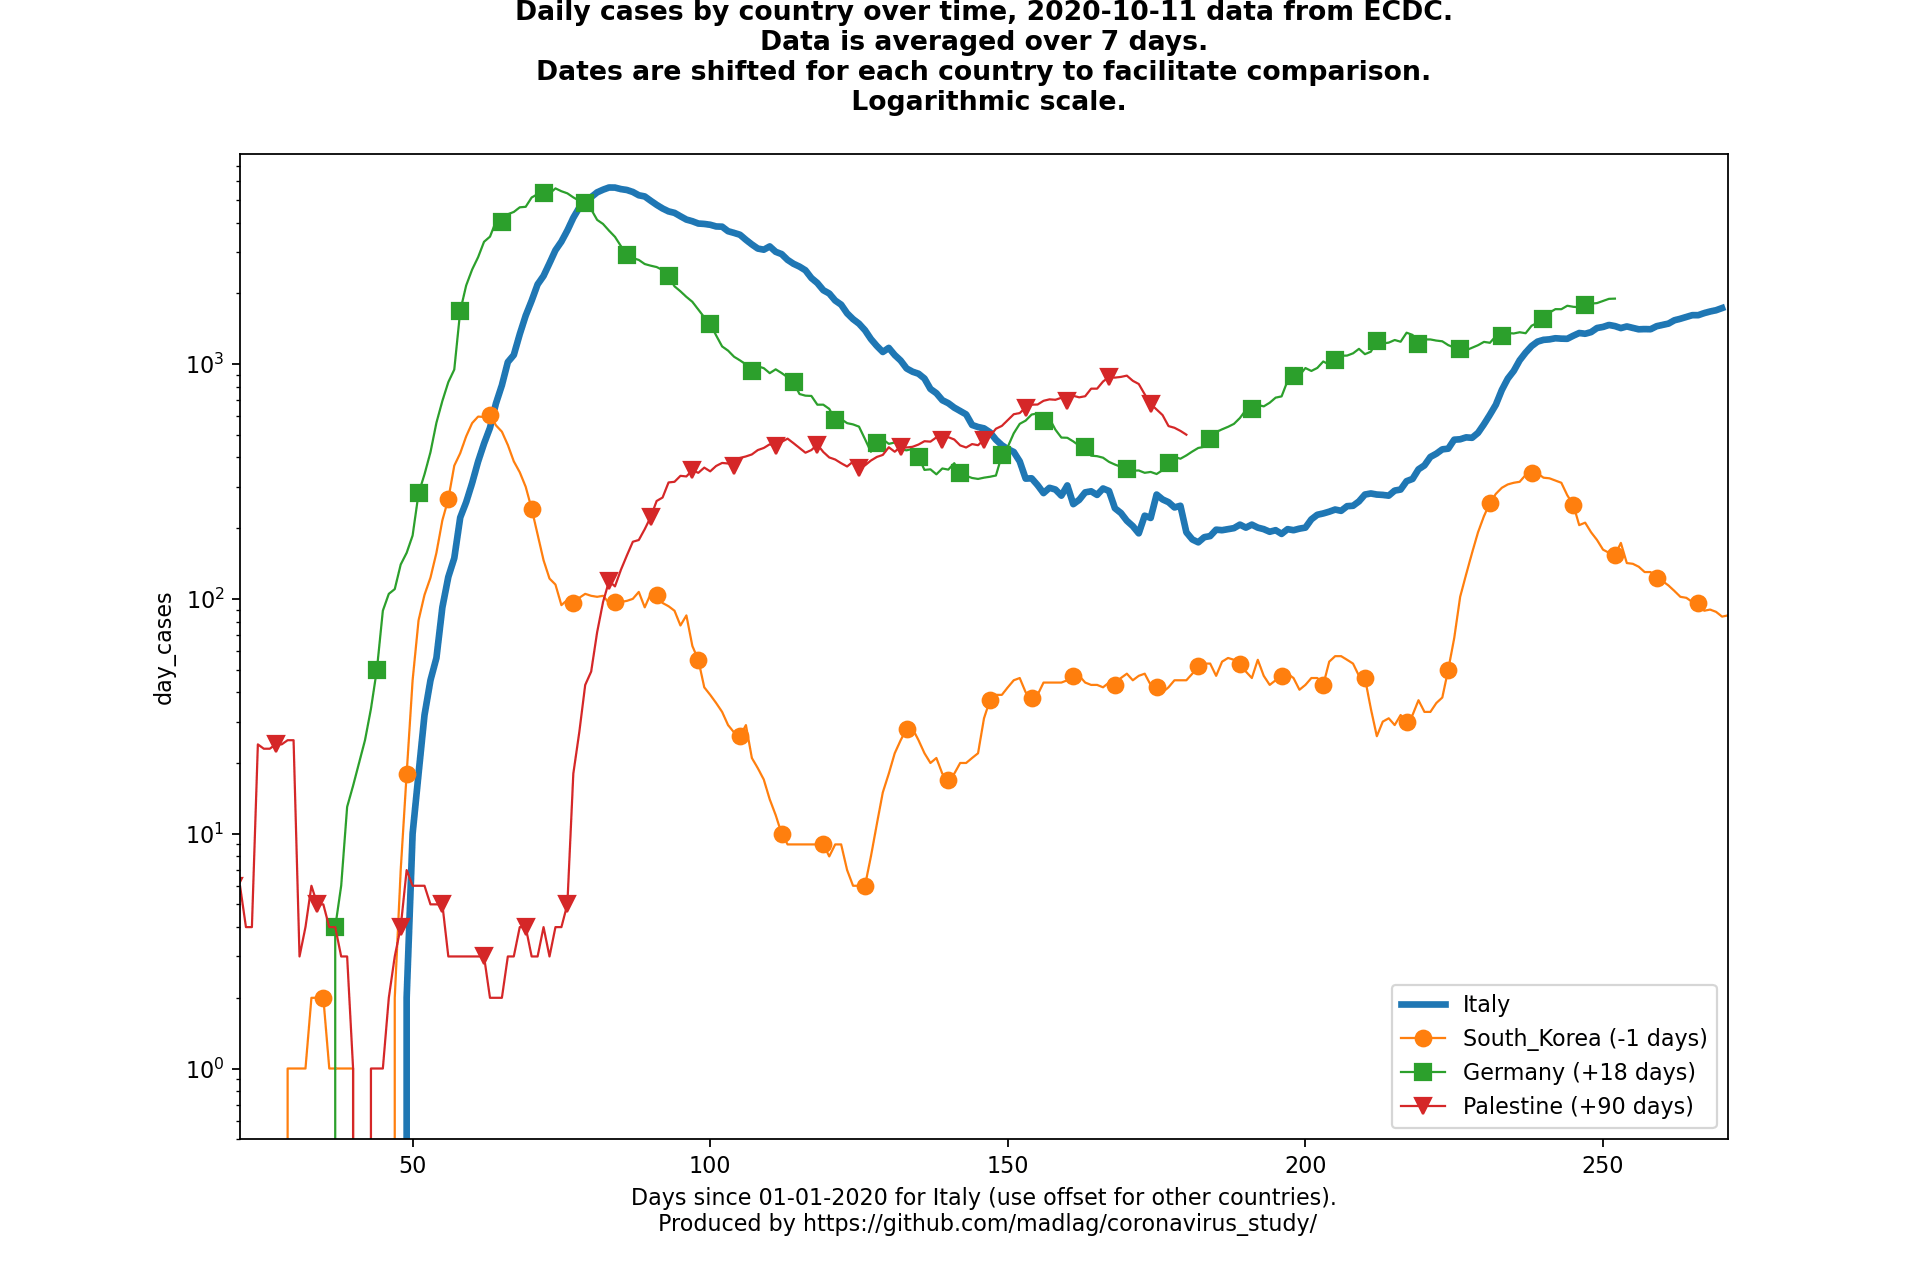 Daily cases by country over time, 2020-10-11 data from ECDC.
Data is averaged over 7 days.
Dates are shifted for each country to facilitate comparison.
Logarithmic scale.
day_cases
10³
10²
10¹
10⁰
50 100 150 200 250
Italy
South_Korea (-1 days)
Germany (+18 days)
Palestine (+90 days)
Days since 01-01-2020 for Italy (use offset for other countries).
Produced by https://github.com/madlag/coronavirus_study/